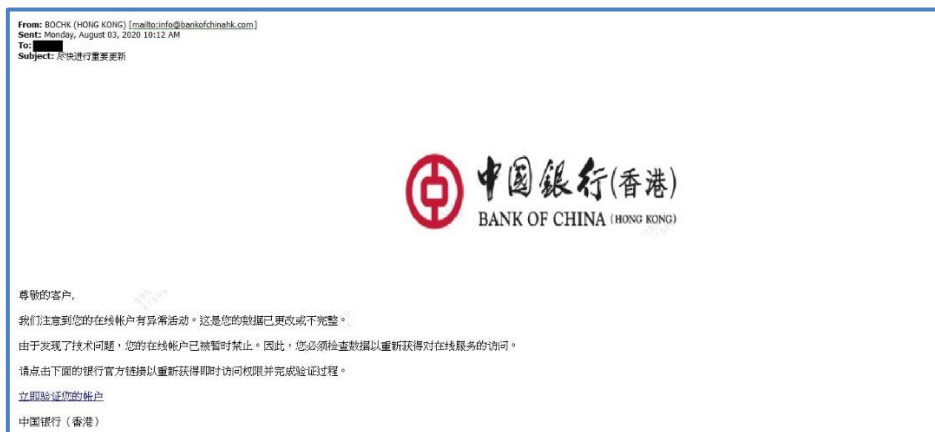 From: BOCHK (HONG KONG) [mailto:info@bankofchinahk.com]
Sent: Monday, August 03, 2020 10:12 AM
To:
Subject: 尽快进行重要更新
中國銀行(香港)
BANK OF CHINA (HONG KONG)
尊敬的客户,
我们注意到您的在线帐户有异常活动。这是您的数据已更改或不完整。
由于发现了技术问题，您的在线帐户已被暂时禁止。因此，您必须检查数据以重新获得对在线服务的访问。
请点击下面的银行官方链接以重新获得即时访问权限并完成验证过程。
立即验证您的帐户
中国银行（香港）